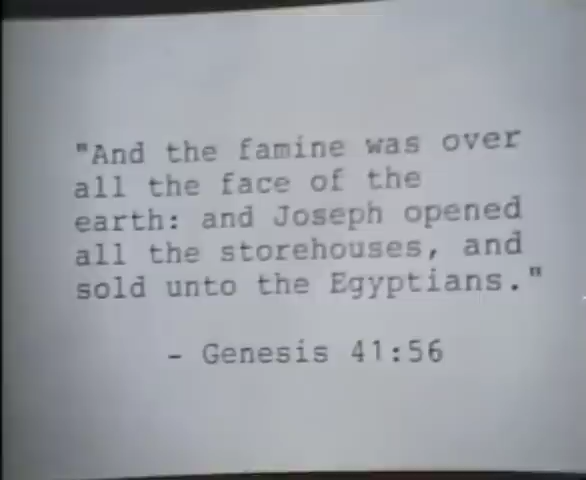 "And the famine was over
all the face of the
earth: and Joseph opened
all the storehouses, and
sold unto the Egyptians."
- Genesis 41:56